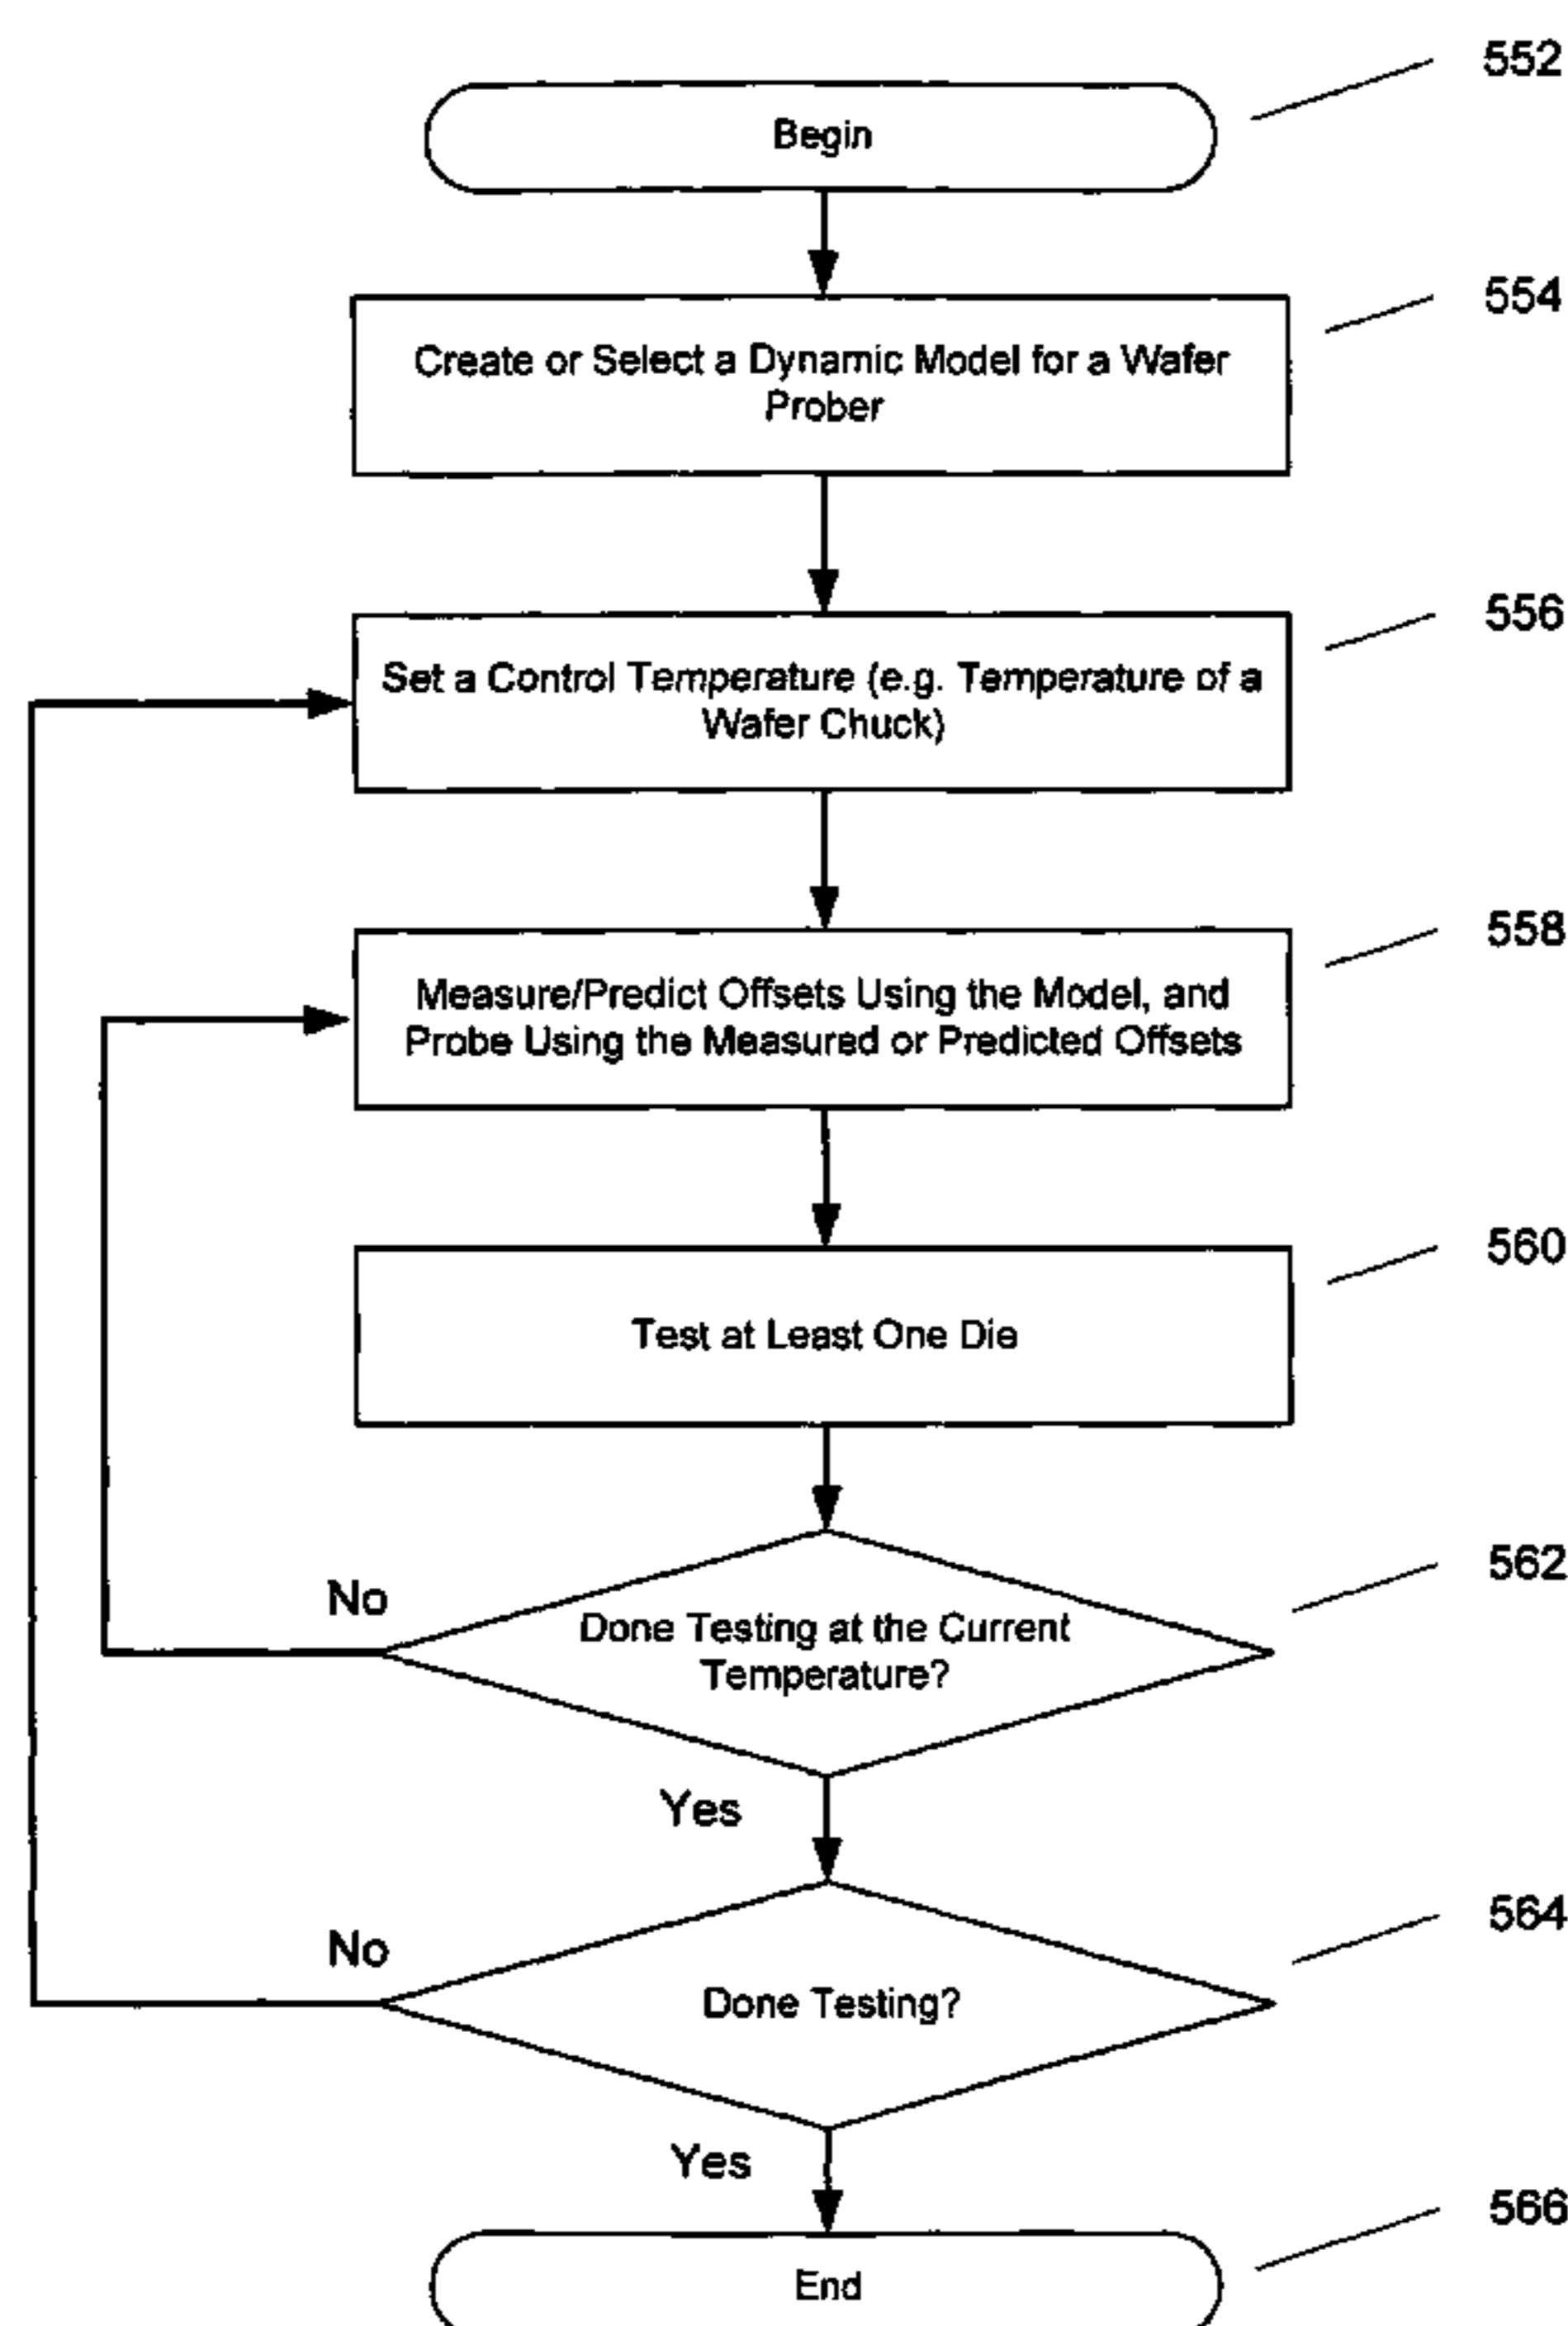 552
Begin
554
Create or Select a Dynamic Model for a Wafer
Prober
556
Set a Control Temperature (e.g. Temperature of a
Wafer Chuck)
558
Measure/Predict Offsets Using the Model, and
Probe Using the Measured or Predicted Offsets
560
Test at Least One Die
562
No
Done Testing at the Current
Temperature?
Yes
564
No
Done Testing?
Yes
566
End